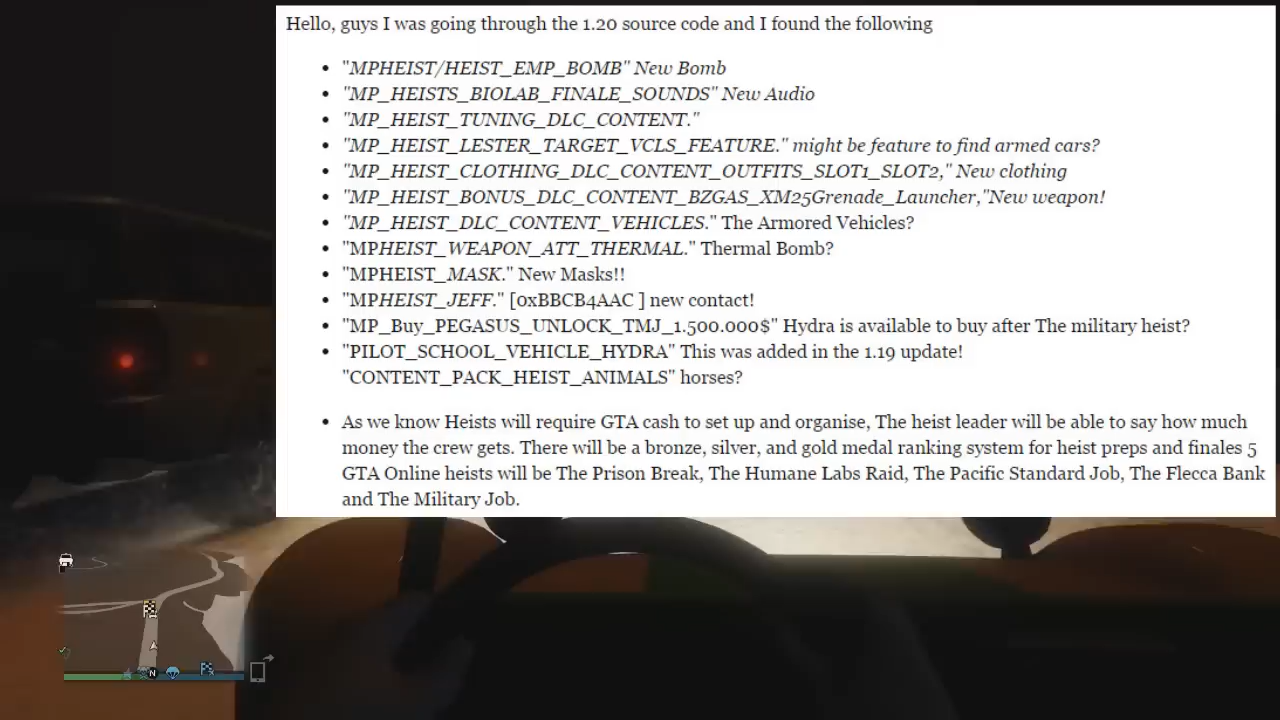 Hello, guys I was going through the 1.20 source code and I found the following
• "MPHEIST/HEIST_EMP_BOMB" New Bomb
• "MP_HEISTS_BIOLAB_FINALE_SOUNDS" New Audio
• "MP_HEIST_TUNING_DLC_CONTENT."
• "MP_HEIST_LESTER_TARGET_VCLS_FEATURE." might be feature to find armed cars?
• "MP_HEIST_CLOTHING_DLC_CONTENT_OUTFITS_SLOT1_SLOT2," New clothing
• "MP_HEIST_BONUS_DLC_CONTENT_BZGAS_XM25Grenade_Launcher,"New weapon!
• "MP_HEIST_DLC_CONTENT_VEHICLES." The Armored Vehicles?
• "MPHEIST_WEAPON_ATT_THERMAL." Thermal Bomb?
• "MPHEIST_MASK." New Masks!!
• "MPHEIST_JEFF." [0xBBCB4AAC ] new contact!
• "MP_Buy_PEGASUS_UNLOCK_TMJ_1.500.000$" Hydra is available to buy after The military heist?
• "PILOT_SCHOOL_VEHICLE_HYDRA" This was added in the 1.19 update!
"CONTENT_PACK_HEIST_ANIMALS" horses?
• As we know Heists will require GTA cash to set up and organise, The heist leader will be able to say how much
money the crew gets. There will be a bronze, silver, and gold medal ranking system for heist preps and finales 5
GTA Online heists will be The Prison Break, The Humane Labs Raid, The Pacific Standard Job, The Flecca Bank
and The Military Job.
N